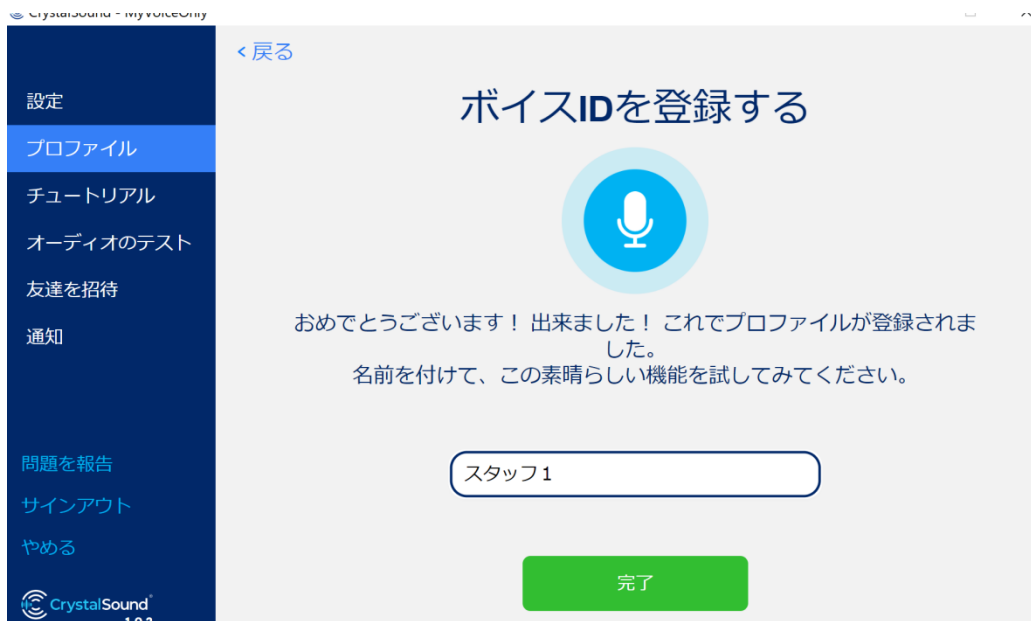 CrystalSound - MyVoiceOnly
< 戻る
設定
プロファイル
チュートリアル
オーディオのテスト
友達を招待
通知
問題を報告
サインアウト
やめる
CrystalSound
1.0.2
ボイスIDを登録する
おめでとうございます！ 出来ました！ これでプロファイルが登録されま
した。
名前を付けて、この素晴らしい機能を試してみてください。
スタッフ1
完了